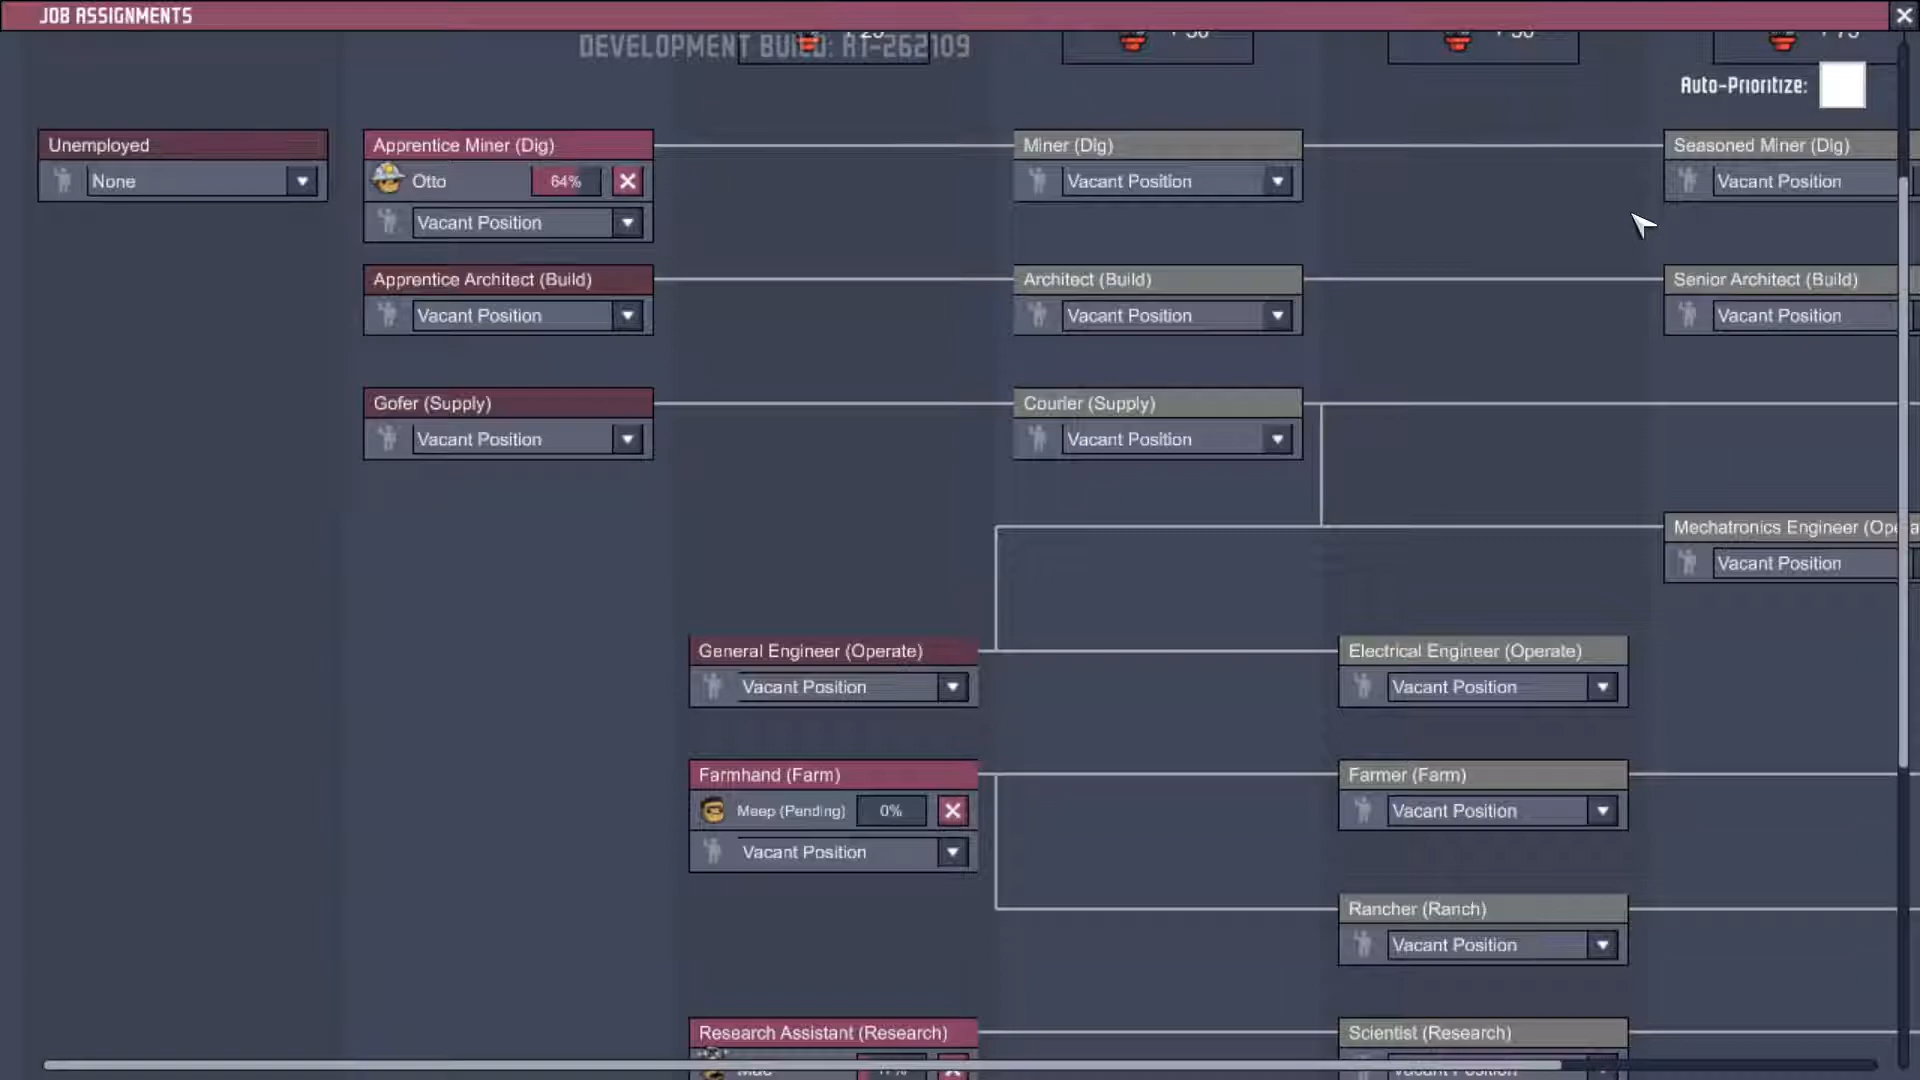 JOB ASSIGNMENTS
DEVELOPMENT BUILD: AT-262109
Auto-Prioritize:
Unemployed
None
Apprentice Miner (Dig)
Otto 64%
Vacant Position
Miner (Dig)
Vacant Position
Seasoned Miner (Dig)
Vacant Position
Apprentice Architect (Build)
Vacant Position
Architect (Build)
Vacant Position
Senior Architect (Build)
Vacant Position
Gofer (Supply)
Vacant Position
Courier (Supply)
Vacant Position
Mechatronics Engineer (Opera
Vacant Position
General Engineer (Operate)
Vacant Position
Electrical Engineer (Operate)
Vacant Position
Farmhand (Farm)
Meep (Pending) 0%
Vacant Position
Farmer (Farm)
Vacant Position
Rancher (Ranch)
Vacant Position
Research Assistant (Research)
Scientist (Research)
Vacant Position